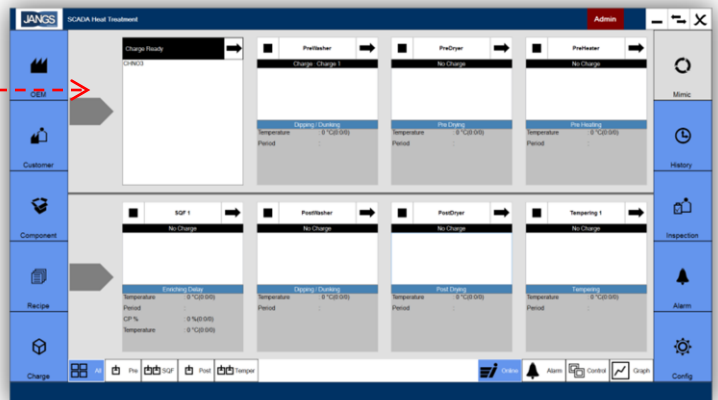 JANGS SCADA Heat Treatment Admin
OEM
Customer
Component
Recipe
Charge
Charge Ready
CHNO3
PreWasher
Charge : Charge 1
Dipping / Dunking
Temperature : 0 °C(0.0/0)
Period :
PreDryer
No Charge
Pre Drying
Temperature : 0 °C(0.0/0)
Period :
PreHeater
No Charge
Pre Heating
Temperature : 0 °C(0.0/0)
Period :
SQF 1
No Charge
Enriching Delay
Temperature : 0 °C(0.0/0)
Period :
CP % : 0 %(0.0/0)
Temperature : 0 °C(0.0/0)
PostWasher
No Charge
Dipping / Dunking
Temperature : 0 °C(0.0/0)
Period :
PostDryer
No Charge
Post Drying
Temperature : 0 °C(0.0/0)
Period :
Tempering 1
No Charge
Tempering
Temperature : 0 °C(0.0/0)
Period :
Mimic
History
Inspection
Alarm
Config
All Pre SQF Post Temper Online Alarm Control Graph